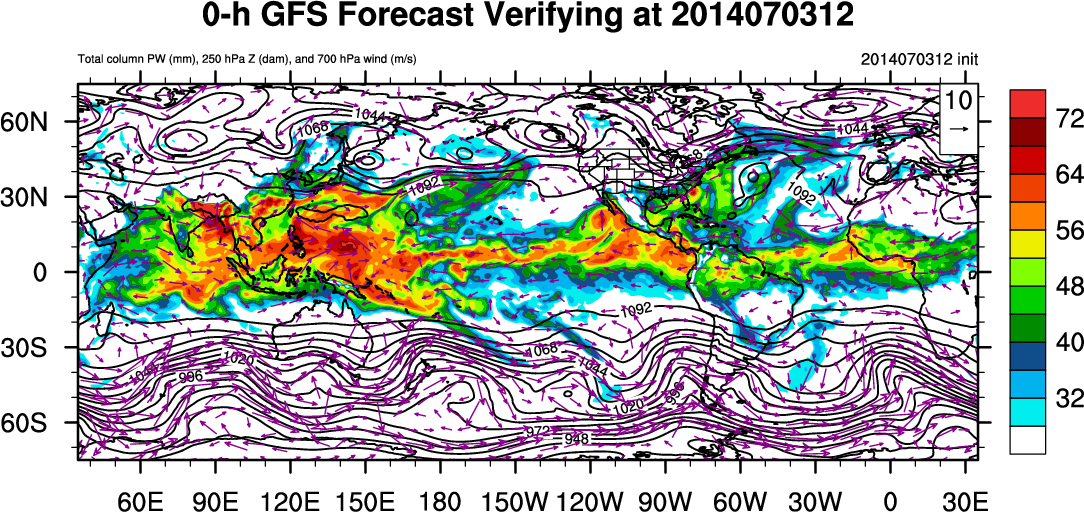 0-h GFS Forecast Verifying at 2014070312
Total column PW (mm), 250 hPa Z (dam), and 700 hPa wind (m/s)
2014070312 init
10
60N
30N
0
30S
60S
1068
1044
1044
1092
1092
1092
1020
996
1068
1044
1020
996
972
948
72
64
56
48
40
32
60E 90E 120E 150E 180 150W 120W 90W 60W 30W 0 30E